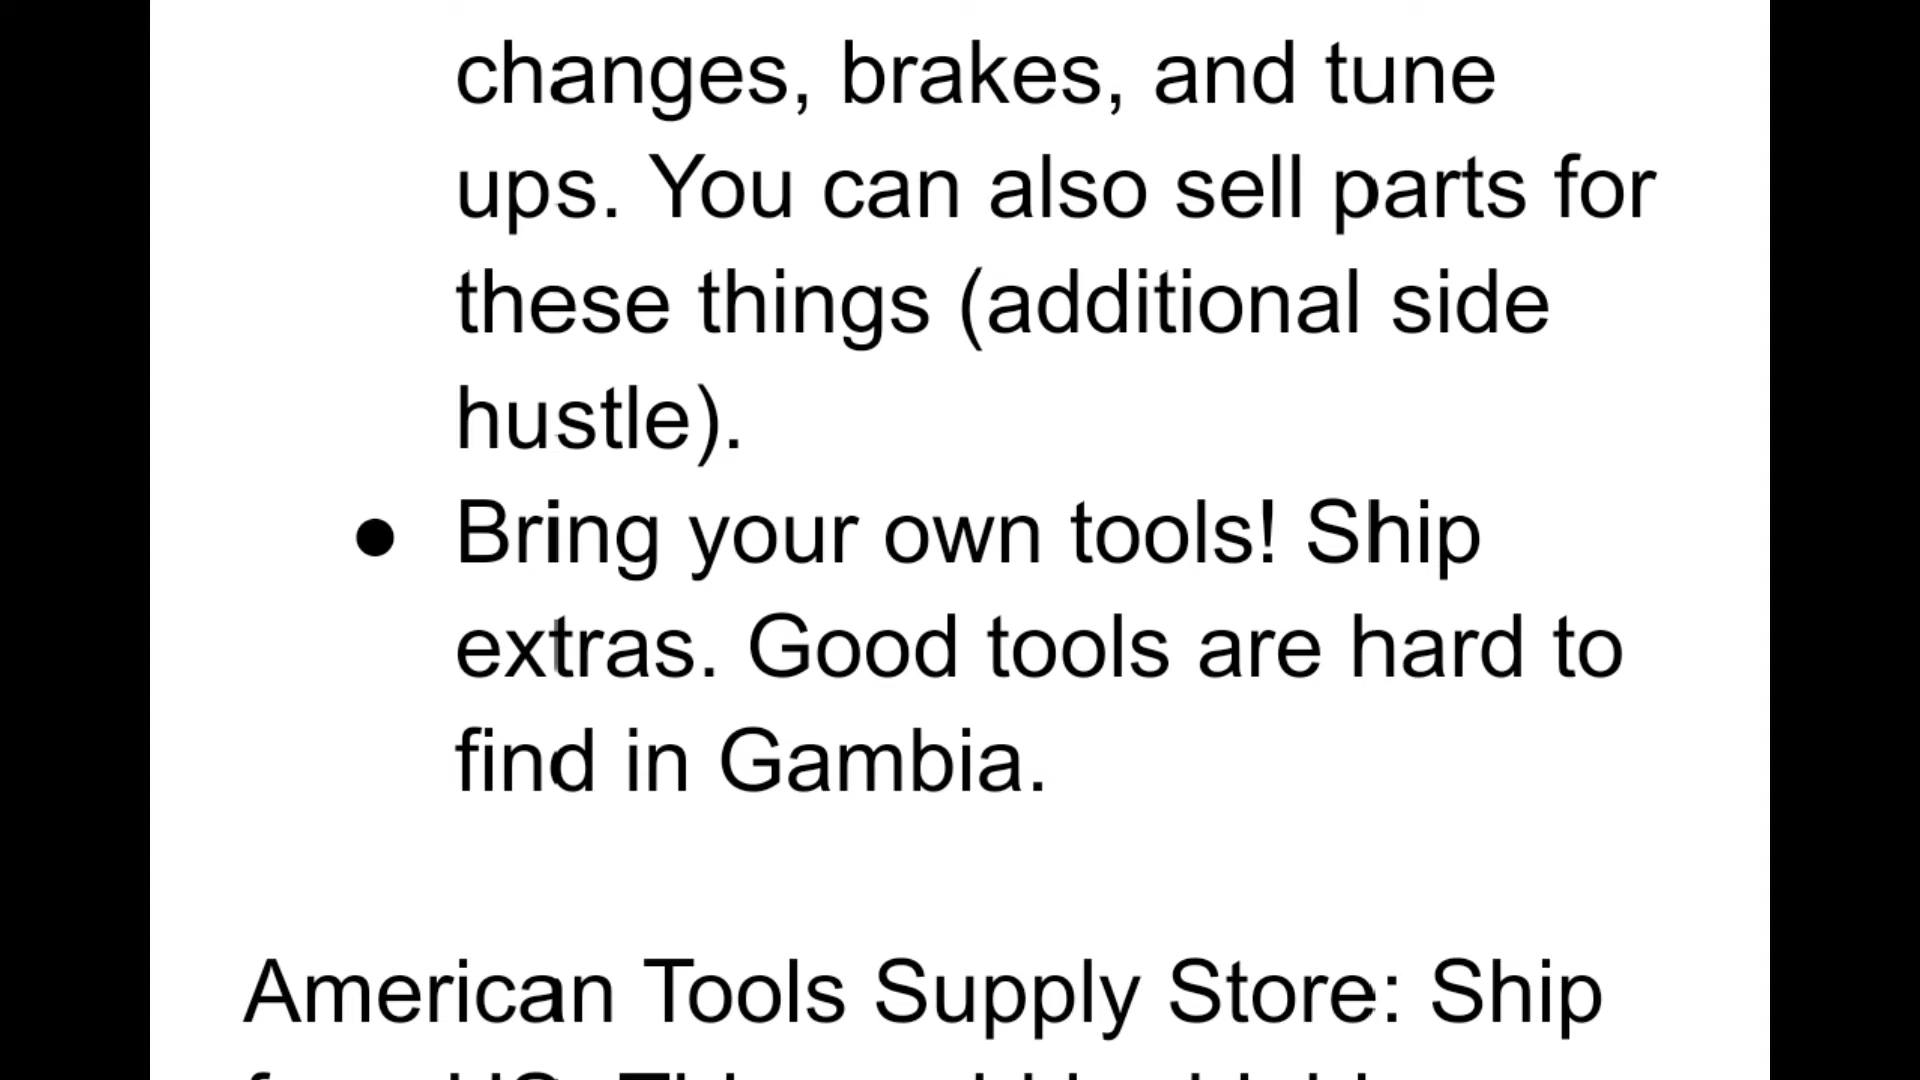 changes, brakes, and tune
ups. You can also sell parts for
these things (additional side
hustle).
● Bring your own tools! Ship
extras. Good tools are hard to
find in Gambia.
American Tools Supply Store: Ship